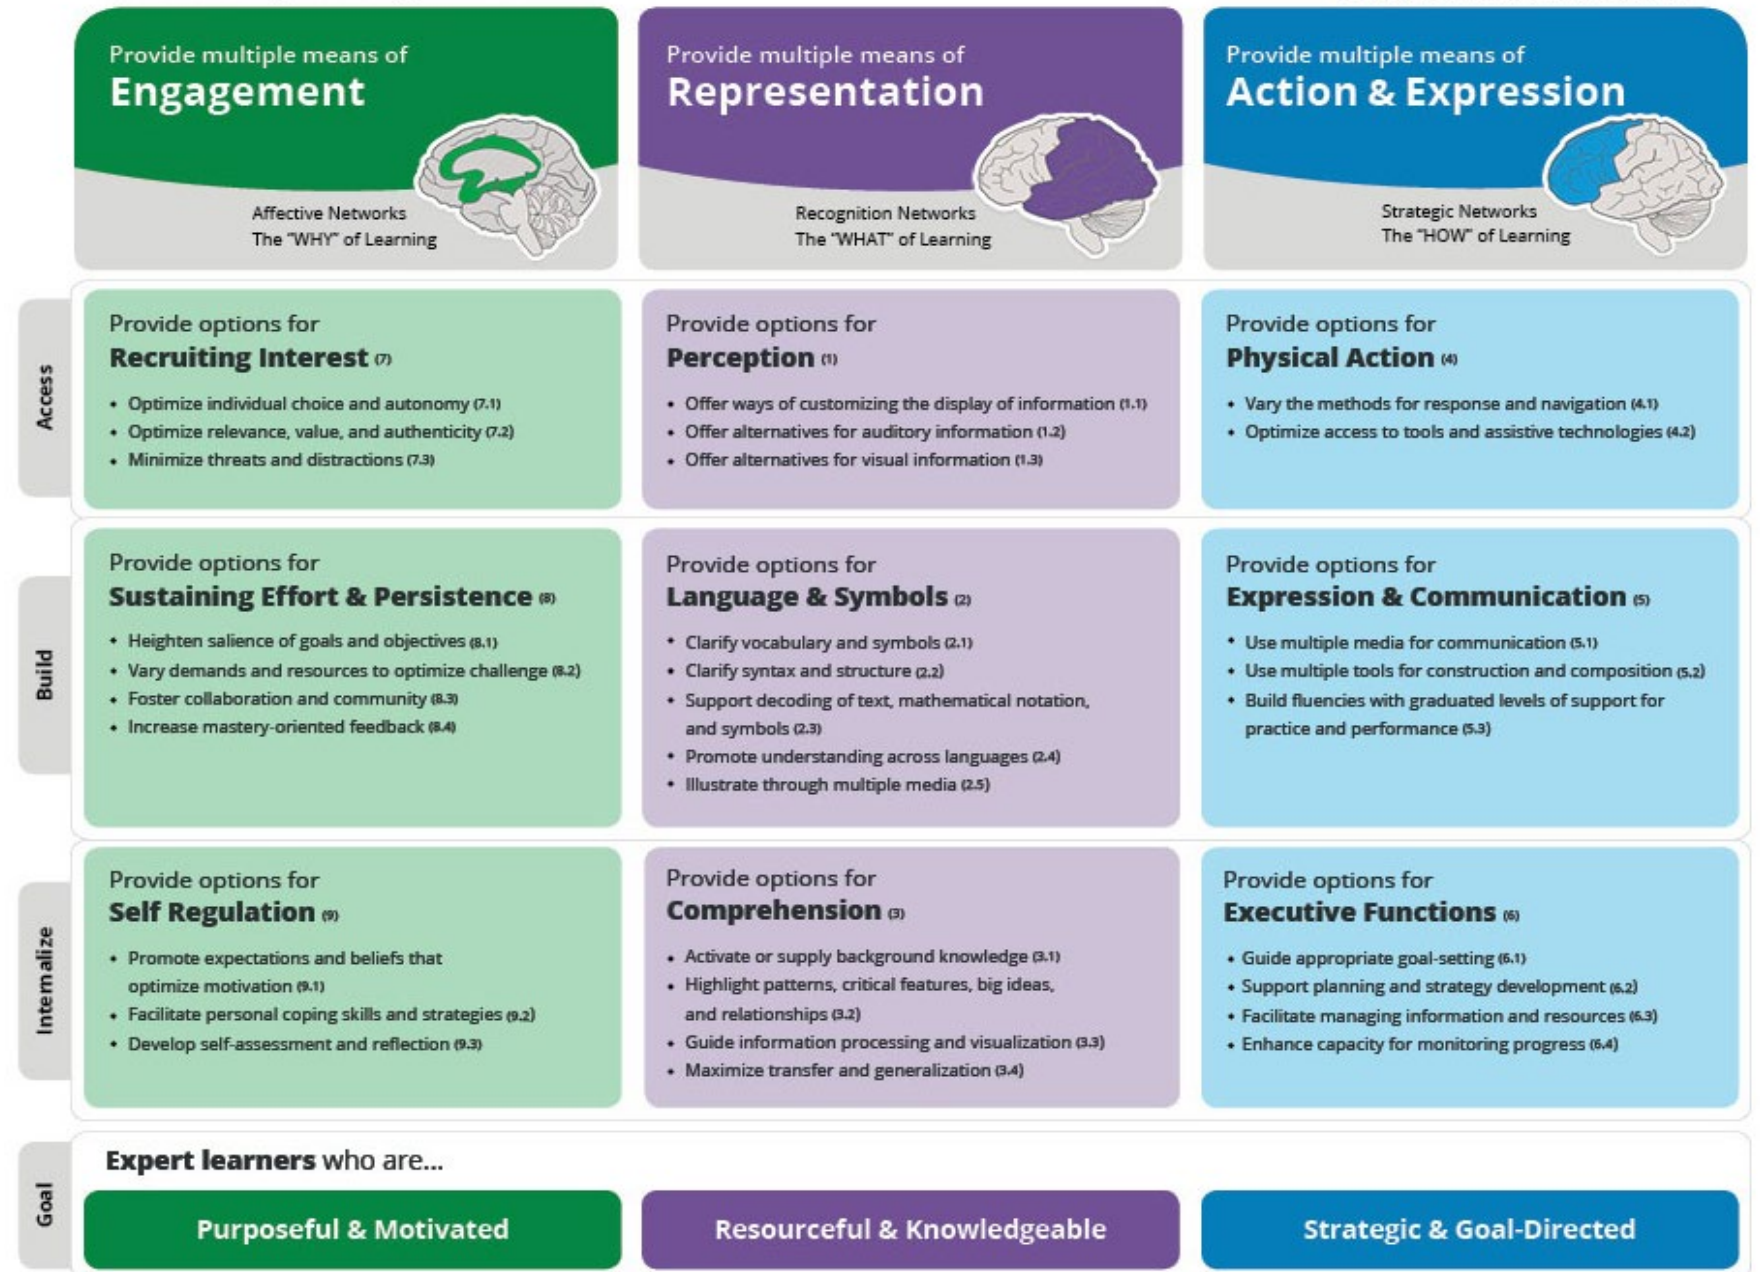 Provide multiple means of
Engagement
Affective Networks
The “WHY” of Learning
Provide multiple means of
Representation
Recognition Networks
The “WHAT” of Learning
Provide multiple means of
Action & Expression
Strategic Networks
The “HOW” of Learning
Access
Provide options for
Recruiting Interest (7)
• Optimize individual choice and autonomy (7.1)
• Optimize relevance, value, and authenticity (7.2)
• Minimize threats and distractions (7.3)
Provide options for
Perception (1)
• Offer ways of customizing the display of information (1.1)
• Offer alternatives for auditory information (1.2)
• Offer alternatives for visual information (1.3)
Provide options for
Physical Action (4)
• Vary the methods for response and navigation (4.1)
• Optimize access to tools and assistive technologies (4.2)
Build
Provide options for
Sustaining Effort & Persistence (8)
• Heighten salience of goals and objectives (8.1)
• Vary demands and resources to optimize challenge (8.2)
• Foster collaboration and community (8.3)
• Increase mastery-oriented feedback (8.4)
Provide options for
Language & Symbols (2)
• Clarify vocabulary and symbols (2.1)
• Clarify syntax and structure (2.2)
• Support decoding of text, mathematical notation,
and symbols (2.3)
• Promote understanding across languages (2.4)
• Illustrate through multiple media (2.5)
Provide options for
Expression & Communication (5)
• Use multiple media for communication (5.1)
• Use multiple tools for construction and composition (5.2)
• Build fluencies with graduated levels of support for
practice and performance (5.3)
Internalize
Provide options for
Self Regulation (9)
• Promote expectations and beliefs that
optimize motivation (9.1)
• Facilitate personal coping skills and strategies (9.2)
• Develop self-assessment and reflection (9.3)
Provide options for
Comprehension (3)
• Activate or supply background knowledge (3.1)
• Highlight patterns, critical features, big ideas,
and relationships (3.2)
• Guide information processing and visualization (3.3)
• Maximize transfer and generalization (3.4)
Provide options for
Executive Functions (6)
• Guide appropriate goal-setting (6.1)
• Support planning and strategy development (6.2)
• Facilitate managing information and resources (6.3)
• Enhance capacity for monitoring progress (6.4)
Goal
Expert learners who are...
Purposeful & Motivated
Resourceful & Knowledgeable
Strategic & Goal-Directed